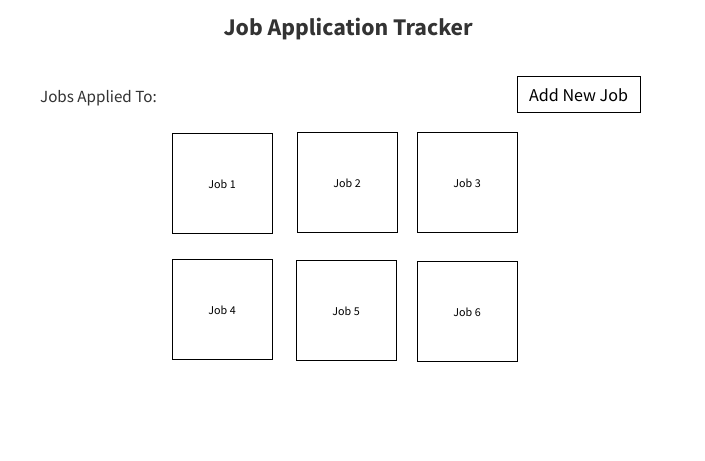 Job Application Tracker
Jobs Applied To:
Add New Job
Job 1
Job 2
Job 3
Job 4
Job 5
Job 6